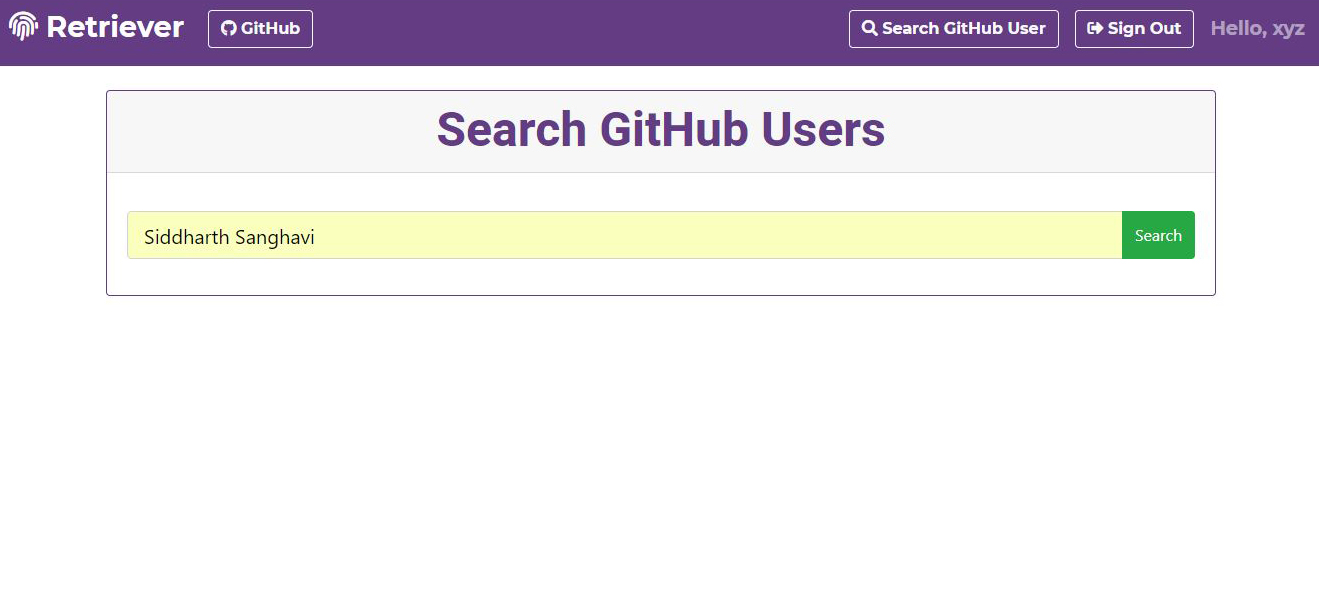 Retriever GitHub Search GitHub User Sign Out Hello, xyz
Search GitHub Users
Siddharth Sanghavi Search